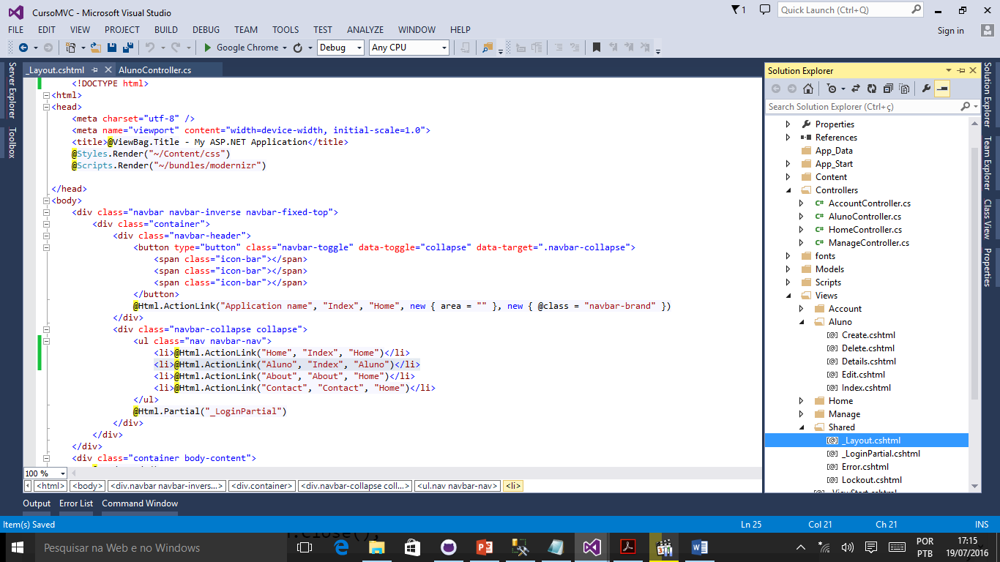 CursoMVC - Microsoft Visual Studio
1
Quick Launch (Ctrl+Q)
FILE EDIT VIEW PROJECT BUILD DEBUG TEAM TOOLS TEST ANALYZE WINDOW HELP
Sign in
Google Chrome Debug Any CPU
Server Explorer
Toolbox
_Layout.cshtml AlunoController.cs
<!DOCTYPE html>
<html>
<head>
<meta charset="utf-8" />
<meta name="viewport" content="width=device-width, initial-scale=1.0">
<title>@ViewBag.Title - My ASP.NET Application</title>
@Styles.Render("~/Content/css")
@Scripts.Render("~/bundles/modernizr")
</head>
<body>
<div class="navbar navbar-inverse navbar-fixed-top">
<div class="container">
<div class="navbar-header">
<button type="button" class="navbar-toggle" data-toggle="collapse" data-target=".navbar-collapse">
<span class="icon-bar"></span>
<span class="icon-bar"></span>
<span class="icon-bar"></span>
</button>
@Html.ActionLink("Application name", "Index", "Home", new { area = "" }, new { @class = "navbar-brand" })
</div>
<div class="navbar-collapse collapse">
<ul class="nav navbar-nav">
<li>@Html.ActionLink("Home", "Index", "Home")</li>
<li>@Html.ActionLink("Aluno", "Index", "Aluno")</li>
<li>@Html.ActionLink("About", "About", "Home")</li>
<li>@Html.ActionLink("Contact", "Contact", "Home")</li>
</ul>
@Html.Partial("_LoginPartial")
</div>
</div>
</div>
<div class="container body-content">
100 %
<html> <body> <div.navbar navbar-invers...> <div.container> <div.navbar-collapse coll...> <ul.nav navbar-nav> <li>
Solution Explorer
Search Solution Explorer (Ctrl+ç)
Properties
References
App_Data
App_Start
Content
Controllers
C# AccountController.cs
C# AlunoController.cs
C# HomeController.cs
C# ManageController.cs
fonts
Models
Scripts
Views
Account
Aluno
[@] Create.cshtml
[@] Delete.cshtml
[@] Details.cshtml
[@] Edit.cshtml
[@] Index.cshtml
Home
Manage
Shared
[@] _Layout.cshtml
[@] _LoginPartial.cshtml
[@] Error.cshtml
[@] Lockout.cshtml
[@] _ViewStart.cshtml
Solution Explorer
Team Explorer
Class View
Properties
Output Error List Command Window
Item(s) Saved Ln 25 Col 21 Ch 21 INS
Pesquisar na Web e no Windows
POR
PTB
17:15
19/07/2016